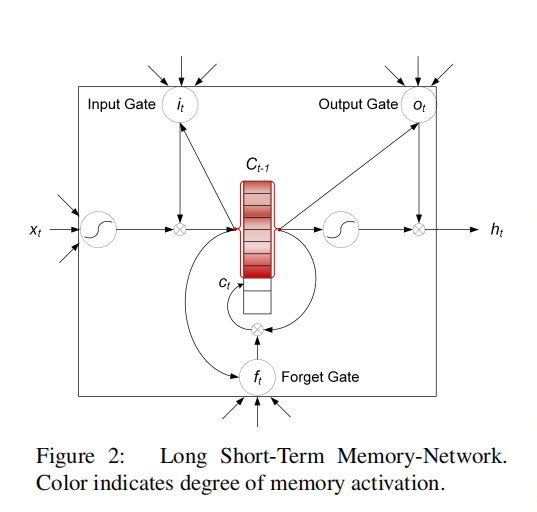 Input Gate
i_t
Output Gate
o_t
C_t-1
x_t
h_t
c_t
f_t
Forget Gate
Figure 2: Long Short-Term Memory-Network.
Color indicates degree of memory activation.